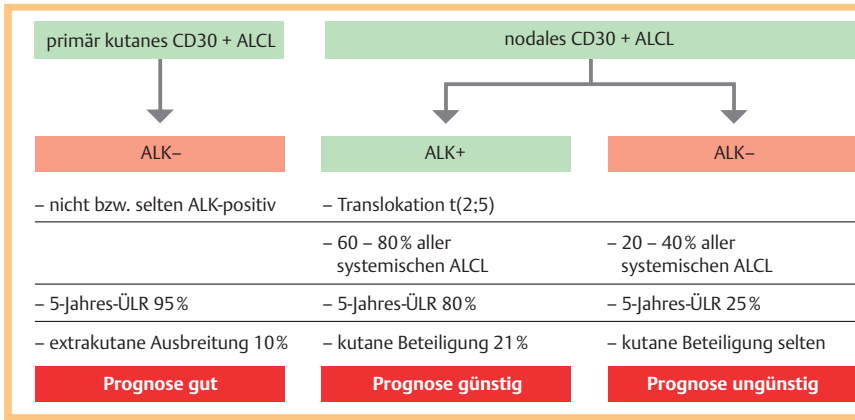 primär kutanes CD30 + ALCL
nodales CD30 + ALCL
ALK–
ALK+
ALK–
– nicht bzw. selten ALK-positiv
– Translokation t(2;5)
– 60 – 80 % aller
systemischen ALCL
– 20 – 40 % aller
systemischen ALCL
– 5-Jahres-ÜLR 95 %
– 5-Jahres-ÜLR 80 %
– 5-Jahres-ÜLR 25 %
– extrakutane Ausbreitung 10 %
– kutane Beteiligung 21 %
– kutane Beteiligung selten
Prognose gut
Prognose günstig
Prognose ungünstig